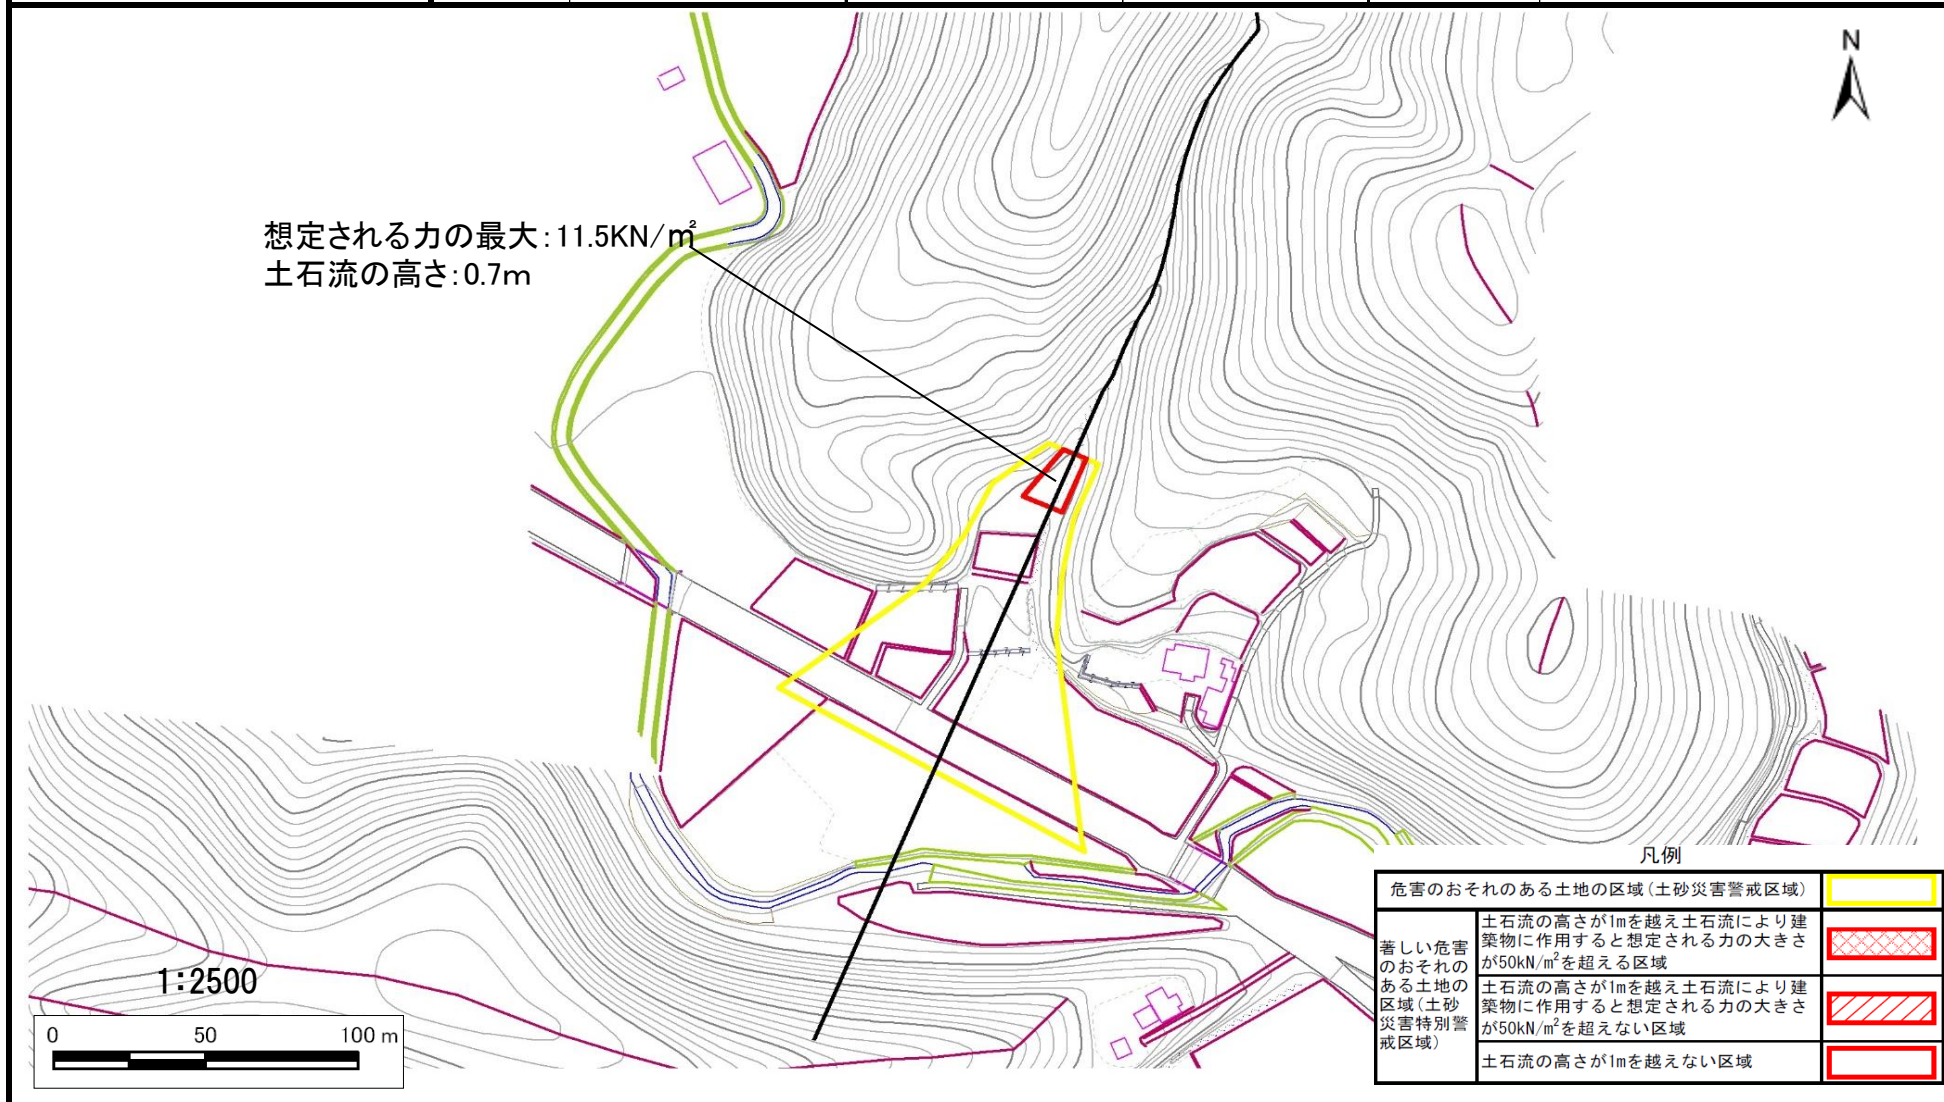 N
想定される力の最大：11.5KN/㎡
土石流の高さ：0.7m
1：2500
0 50 100 m
凡例
危害のおそれのある土地の区域（土砂災害警戒区域）
著しい危害
のおそれの
ある土地の
区域（土砂
災害特別警
戒区域）
土石流の高さが1mを越え土石流により建
築物に作用すると想定される力の大きさ
が50kN/m²を超える区域
土石流の高さが1mを越え土石流により建
築物に作用すると想定される力の大きさ
が50kN/m²を超えない区域
土石流の高さが1mを越えない区域